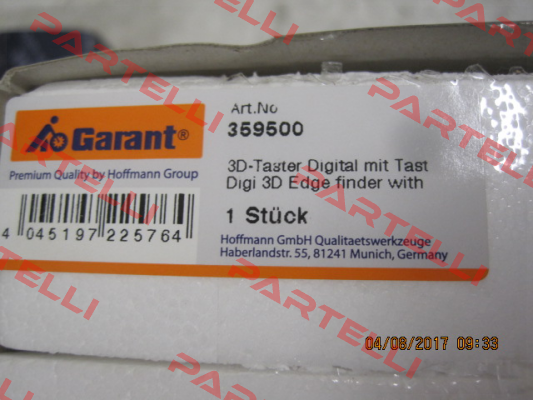 Garant®
Premium Quality by Hoffmann Group
4 045197 225764
Art.No
359500
3D-Taster Digital mit Tast
Digi 3D Edge finder with
1 Stück
Hoffmann GmbH Qualitaetswerkzeuge
Haberlandstr. 55, 81241 Munich, Germany
04/08/2017 09:33
PARTELLI
PARTELLI
PARTELLI
PARTELLI
PARTELLI
PARTELLI